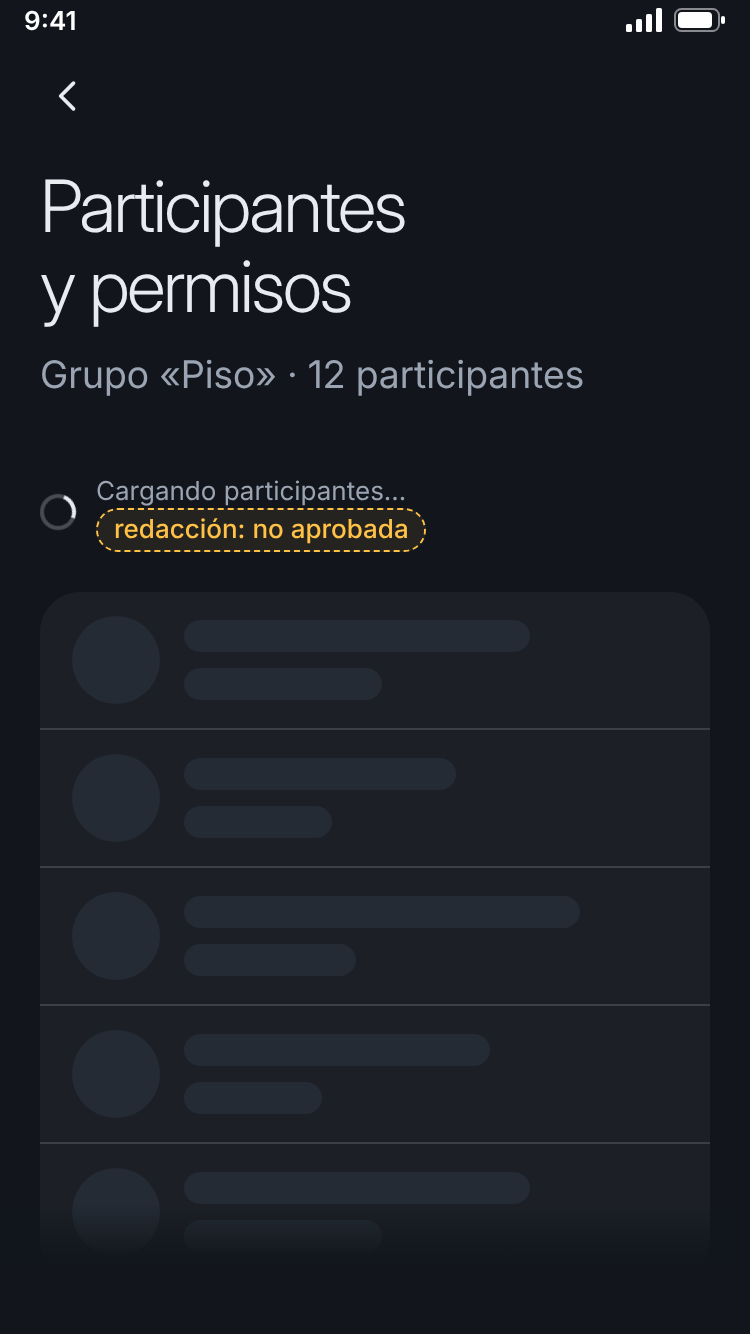 9:41
Participantes
y permisos
Grupo «Piso» · 12 participantes
Cargando participantes...
redacción: no aprobada